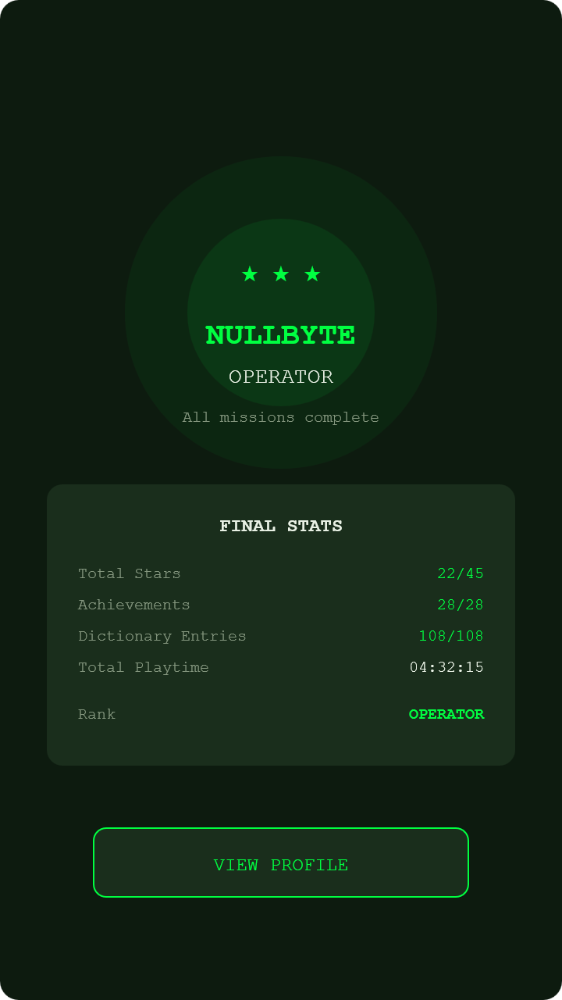 ★ ★ ★
NULLBYTE
OPERATOR
All missions complete
FINAL STATS
Total Stars 22/45
Achievements 28/28
Dictionary Entries 108/108
Total Playtime 04:32:15
Rank OPERATOR
VIEW PROFILE